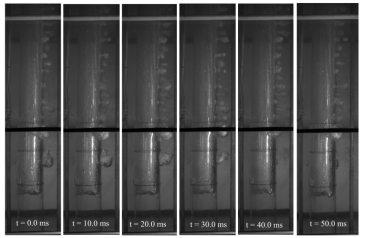 t = 0.0 ms
t = 10.0 ms
t = 20.0 ms
t = 30.0 ms
t = 40.0 ms
t = 50.0 ms